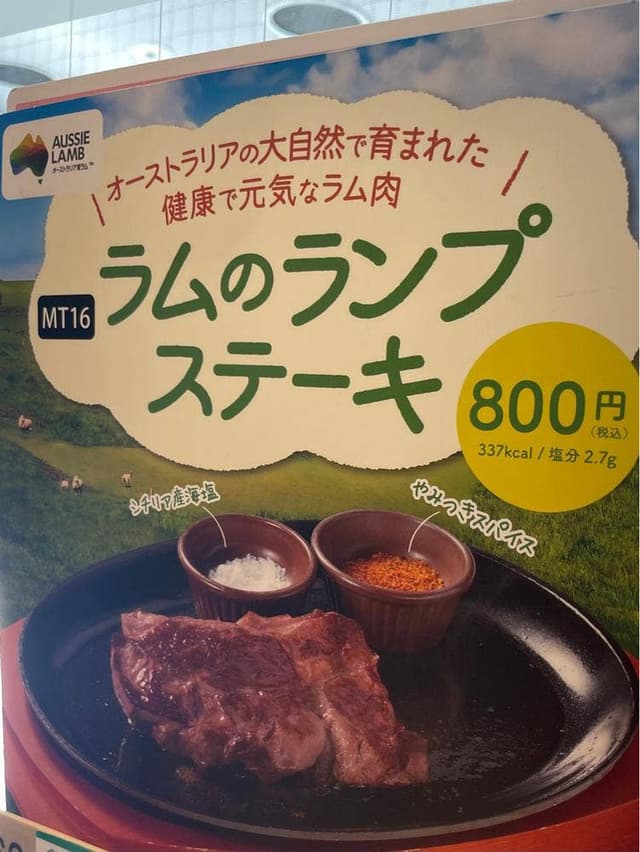 AUSSIE
LAMB
オーストラリア産ラム™
オーストラリアの大自然で育まれた
健康で元気なラム肉
MT16
ラムのランプ
ステーキ
800円
(税込)
337kcal / 塩分 2.7g
シチリア産海塩
やみつきスパイス